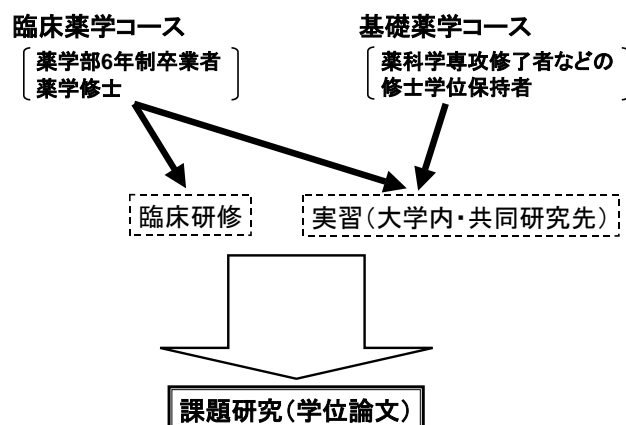 臨床薬学コース
薬学部6年制卒業者
薬学修士
基礎薬学コース
薬科学専攻修了者などの
修士学位保持者
臨床研修
実習(大学内・共同研究先)
課題研究(学位論文)